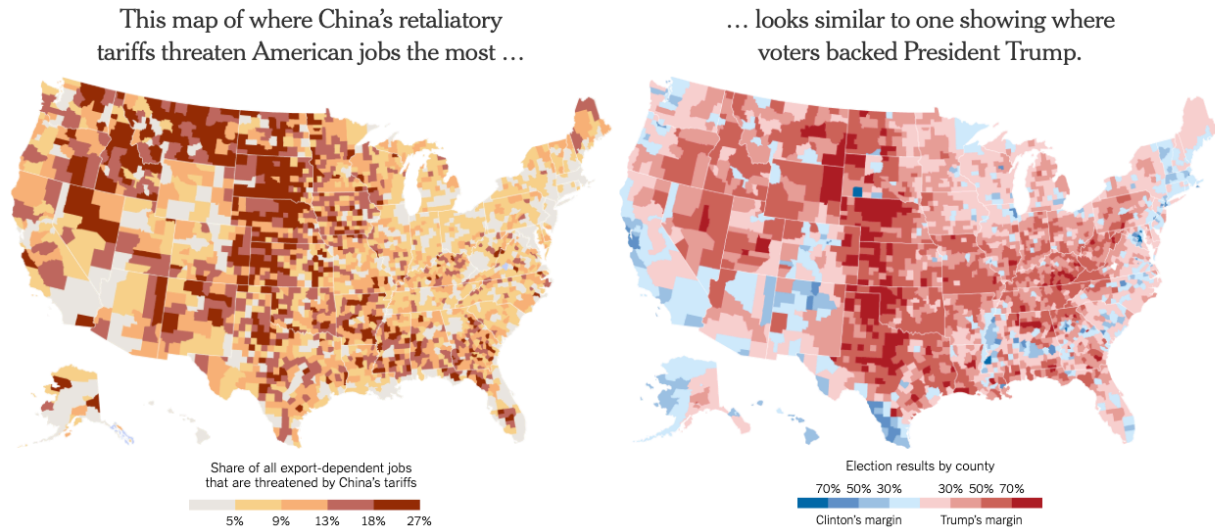 This map of where China’s retaliatory
tariffs threaten American jobs the most …
… looks similar to one showing where
voters backed President Trump.
Share of all export-dependent jobs
that are threatened by China’s tariffs
5% 9% 13% 18% 27%
Election results by county
70% 50% 30% 30% 50% 70%
Clinton’s margin Trump’s margin